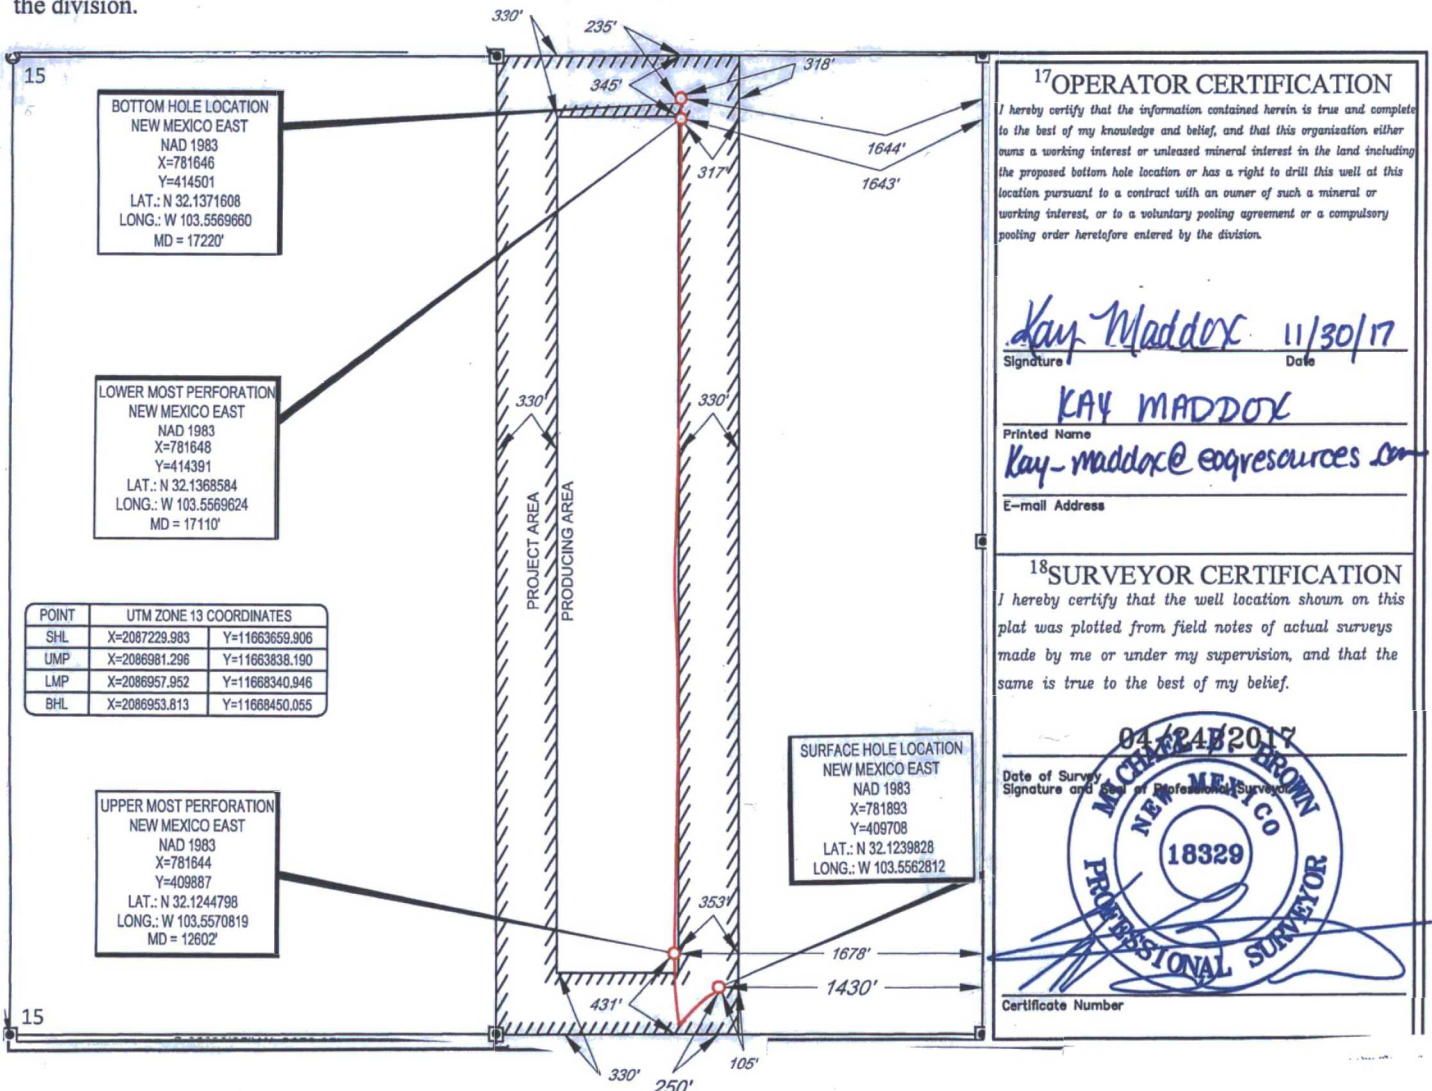 the division.
330'
235'
15
345'
318'
BOTTOM HOLE LOCATION
NEW MEXICO EAST
NAD 1983
X=781646
Y=414501
LAT.: N 32.1371608
LONG.: W 103.5569660
MD = 17220'
1644'
317'
1643'
LOWER MOST PERFORATION
NEW MEXICO EAST
NAD 1983
X=781648
Y=414391
LAT.: N 32.1368584
LONG.: W 103.5569624
MD = 17110'
330'
330'
PROJECT AREA
PRODUCING AREA
POINT UTM ZONE 13 COORDINATES
SHL X=2087229.983 Y=11663659.906
UMP X=2086981.296 Y=11663838.190
LMP X=2086957.952 Y=11668340.946
BHL X=2086953.813 Y=11668450.055
SURFACE HOLE LOCATION
NEW MEXICO EAST
NAD 1983
X=781893
Y=409708
LAT.: N 32.1239828
LONG.: W 103.5562812
UPPER MOST PERFORATION
NEW MEXICO EAST
NAD 1983
X=781644
Y=409887
LAT.: N 32.1244798
LONG.: W 103.5570819
MD = 12602'
353'
1678'
1430'
431'
15
330'
250'
105'
17OPERATOR CERTIFICATION
I hereby certify that the information contained herein is true and complete
to the best of my knowledge and belief, and that this organization either
owns a working interest or unleased mineral interest in the land including
the proposed bottom hole location or has a right to drill this well at this
location pursuant to a contract with an owner of such a mineral or
working interest, or to a voluntary pooling agreement or a compulsory
pooling order heretofore entered by the division.
Kay Maddox 11/30/17
Signature Date
KAY MADDOX
Printed Name
Kay_maddox@eogresources.com
E-mail Address
18SURVEYOR CERTIFICATION
I hereby certify that the well location shown on this
plat was plotted from field notes of actual surveys
made by me or under my supervision, and that the
same is true to the best of my belief.
04/24/2017
Date of Survey
Signature and Seal of Professional Surveyor
MICHAEL B. BROWN
NEW MEXICO
18329
PROFESSIONAL SURVEYOR
Certificate Number